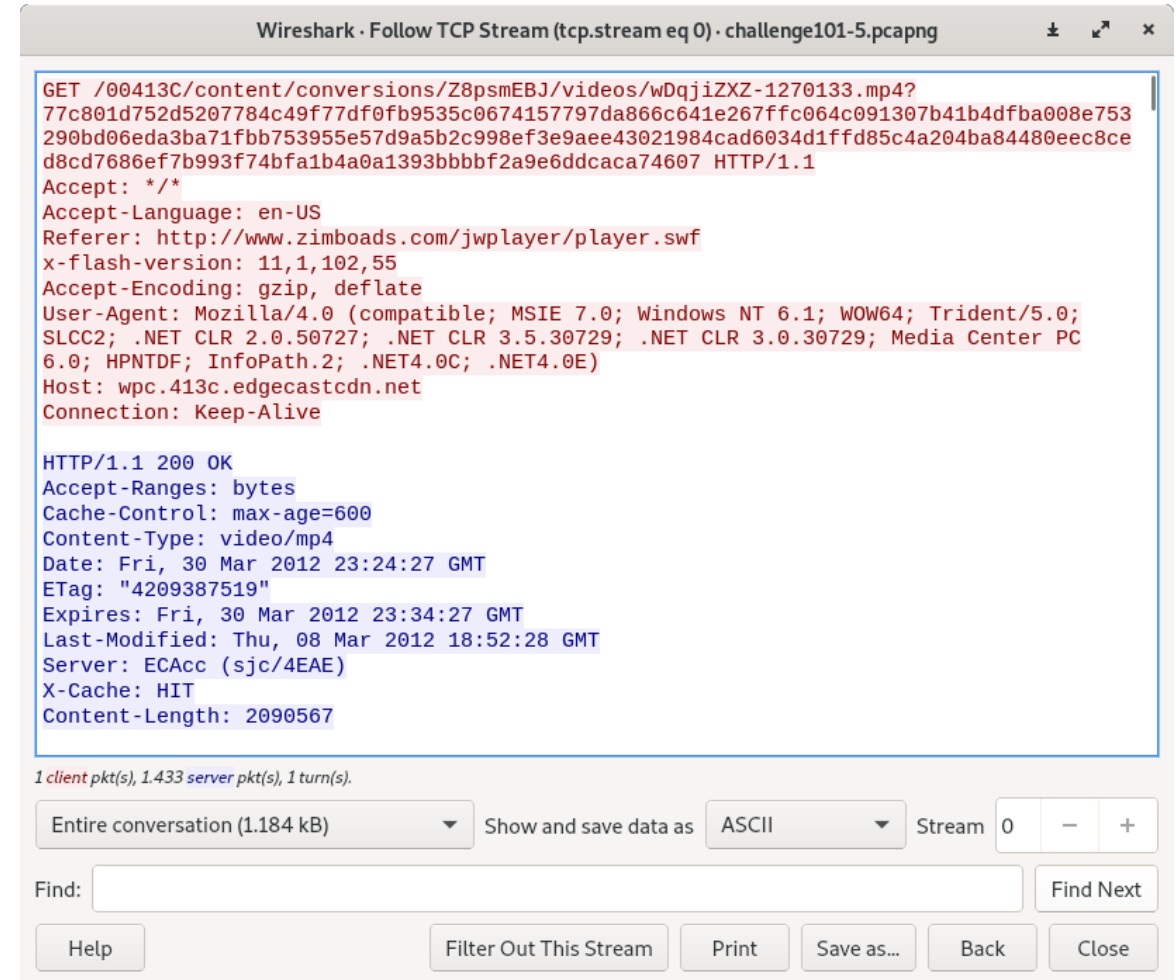 Wireshark · Follow TCP Stream (tcp.stream eq 0) · challenge101-5.pcapng
GET /00413C/content/conversions/Z8psmEBJ/videos/wDqjiZXZ-1270133.mp4?
77c801d752d5207784c49f77df0fb9535c0674157797da866c641e267ffc064c091307b41b4dfba008e753
290bd06eda3ba71fbb753955e57d9a5b2c998ef3e9aee43021984cad6034d1ffd85c4a204ba84480eec8ce
d8cd7686ef7b993f74bfa1b4a0a1393bbbbf2a9e6ddcaca74607 HTTP/1.1
Accept: */*
Accept-Language: en-US
Referer: http://www.zimboads.com/jwplayer/player.swf
x-flash-version: 11,1,102,55
Accept-Encoding: gzip, deflate
User-Agent: Mozilla/4.0 (compatible; MSIE 7.0; Windows NT 6.1; WOW64; Trident/5.0;
SLCC2; .NET CLR 2.0.50727; .NET CLR 3.5.30729; .NET CLR 3.0.30729; Media Center PC
6.0; HPNTDF; InfoPath.2; .NET4.0C; .NET4.0E)
Host: wpc.413c.edgecastcdn.net
Connection: Keep-Alive
HTTP/1.1 200 OK
Accept-Ranges: bytes
Cache-Control: max-age=600
Content-Type: video/mp4
Date: Fri, 30 Mar 2012 23:24:27 GMT
ETag: "4209387519"
Expires: Fri, 30 Mar 2012 23:34:27 GMT
Last-Modified: Thu, 08 Mar 2012 18:52:28 GMT
Server: ECAcc (sjc/4EAE)
X-Cache: HIT
Content-Length: 2090567
1 client pkt(s), 1.433 server pkt(s), 1 turn(s).
Entire conversation (1.184 kB) Show and save data as ASCII Stream 0
Find: Find Next
Help Filter Out This Stream Print Save as... Back Close